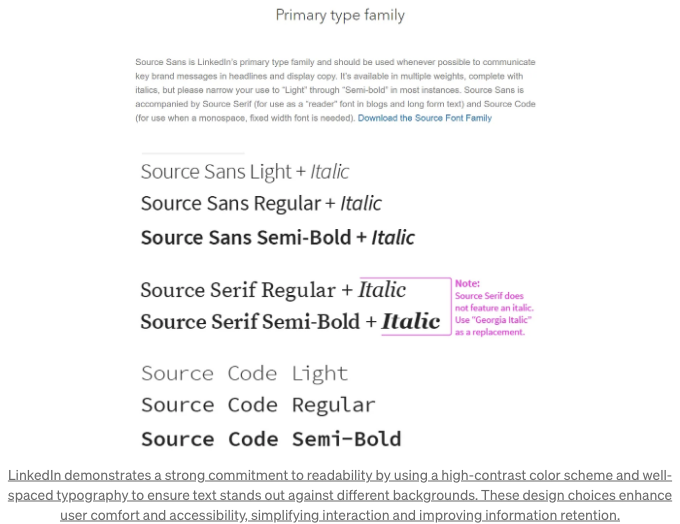 Primary type family
Source Sans is LinkedIn's primary type family and should be used whenever possible to communicate
key brand messages in headlines and display copy. It's available in multiple weights, complete with
italics, but please narrow your use to "Light" through "Semi-bold" in most instances. Source Sans is
accompanied by Source Serif (for use as a "reader" font in blogs and long form text) and Source Code
(for use when a monospace, fixed width font is needed). Download the Source Font Family
Source Sans Light + Italic
Source Sans Regular + Italic
Source Sans Semi-Bold + Italic
Source Serif Regular + Italic
Source Serif Semi-Bold + Italic
Note:
Source Serif does
not feature an italic.
Use "Georgia Italic"
as a replacement.
Source Code Light
Source Code Regular
Source Code Semi-Bold
LinkedIn demonstrates a strong commitment to readability by using a high-contrast color scheme and well-
spaced typography to ensure text stands out against different backgrounds. These design choices enhance
user comfort and accessibility, simplifying interaction and improving information retention.